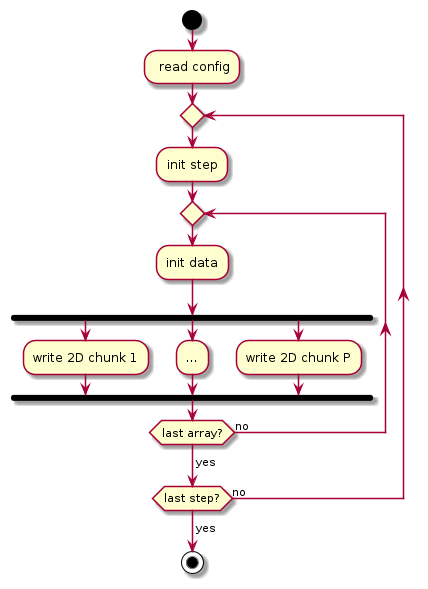 read config
init step
init data
write 2D chunk 1
...
write 2D chunk P
last array?
no
yes
last step?
no
yes